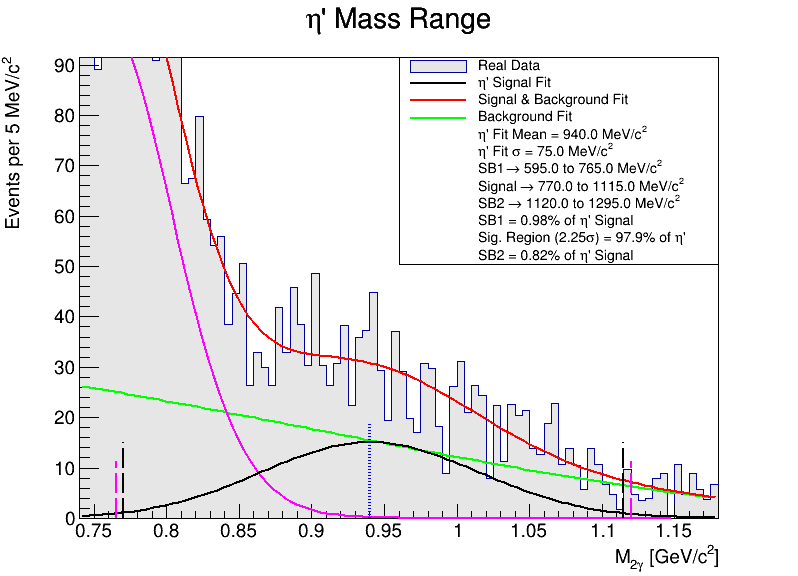 η' Mass Range
Events per 5 MeV/c²
90
80
70
60
50
40
30
20
10
0
Real Data
η' Signal Fit
Signal & Background Fit
Background Fit
η' Fit Mean = 940.0 MeV/c²
η' Fit σ = 75.0 MeV/c²
SB1 → 595.0 to 765.0 MeV/c²
Signal → 770.0 to 1115.0 MeV/c²
SB2 → 1120.0 to 1295.0 MeV/c²
SB1 = 0.98% of η' Signal
Sig. Region (2.25σ) = 97.9% of η'
SB2 = 0.82% of η' Signal
0.75 0.8 0.85 0.9 0.95 1 1.05 1.1 1.15
M₂γ [GeV/c²]